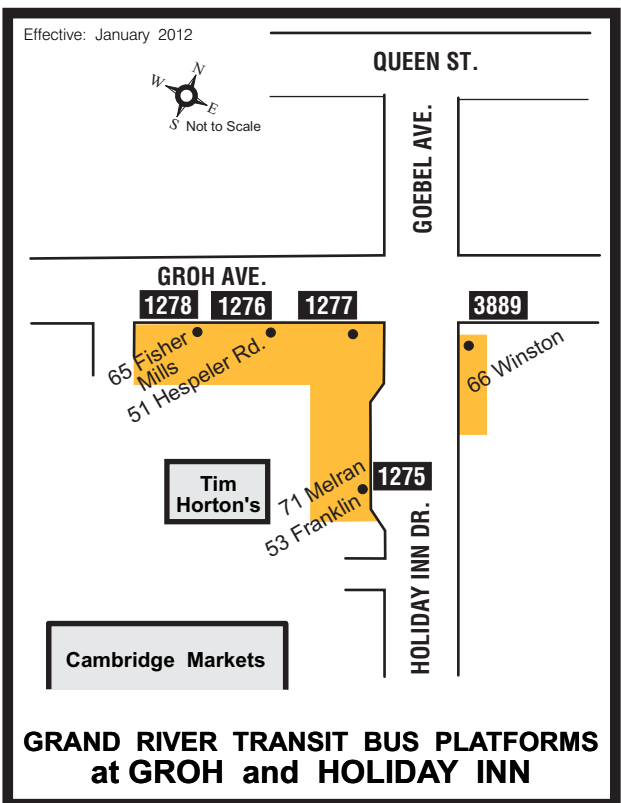 Effective: January 2012
QUEEN ST.
N
W
E
S
Not to Scale
GOEBEL AVE.
GROH AVE.
1278
1276
1277
3889
65 Fisher
Mills
51 Hespeler Rd.
66 Winston
Tim
Horton's
71 Melran
53 Franklin
1275
HOLIDAY INN DR.
Cambridge Markets
GRAND RIVER TRANSIT BUS PLATFORMS
at GROH and HOLIDAY INN